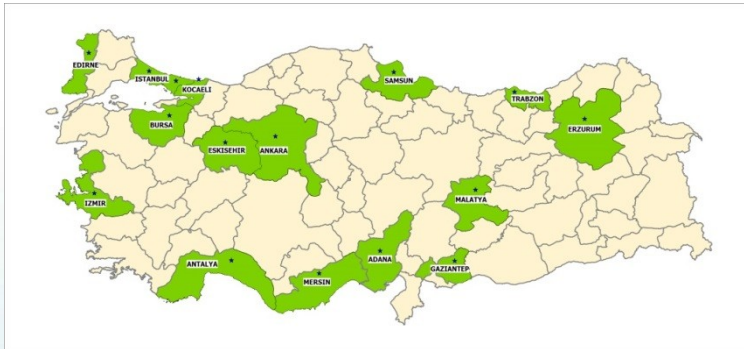 EDIRNE
ISTANBUL
KOCAELI
SAMSUN
TRABZON
ERZURUM
BURSA
ESKISEHIR
ANKARA
MALATYA
IZMIR
ANTALYA
MERSIN
ADANA
GAZIANTEP